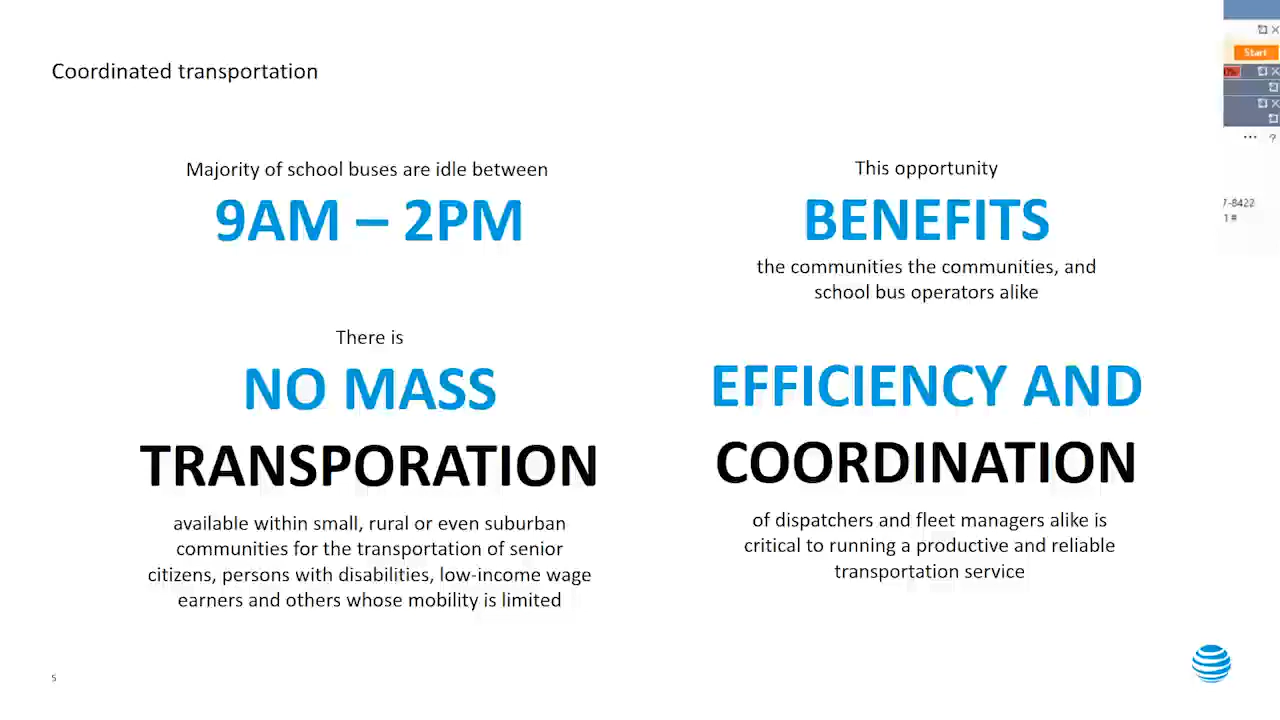 Coordinated transportation
Majority of school buses are idle between
9AM – 2PM
There is
NO MASS
TRANSPORATION
available within small, rural or even suburban
communities for the transportation of senior
citizens, persons with disabilities, low-income wage
earners and others whose mobility is limited
This opportunity
BENEFITS
the communities the communities, and
school bus operators alike
EFFICIENCY AND
COORDINATION
of dispatchers and fleet managers alike is
critical to running a productive and reliable
transportation service
5
Start
... ?
7-8422
1 #